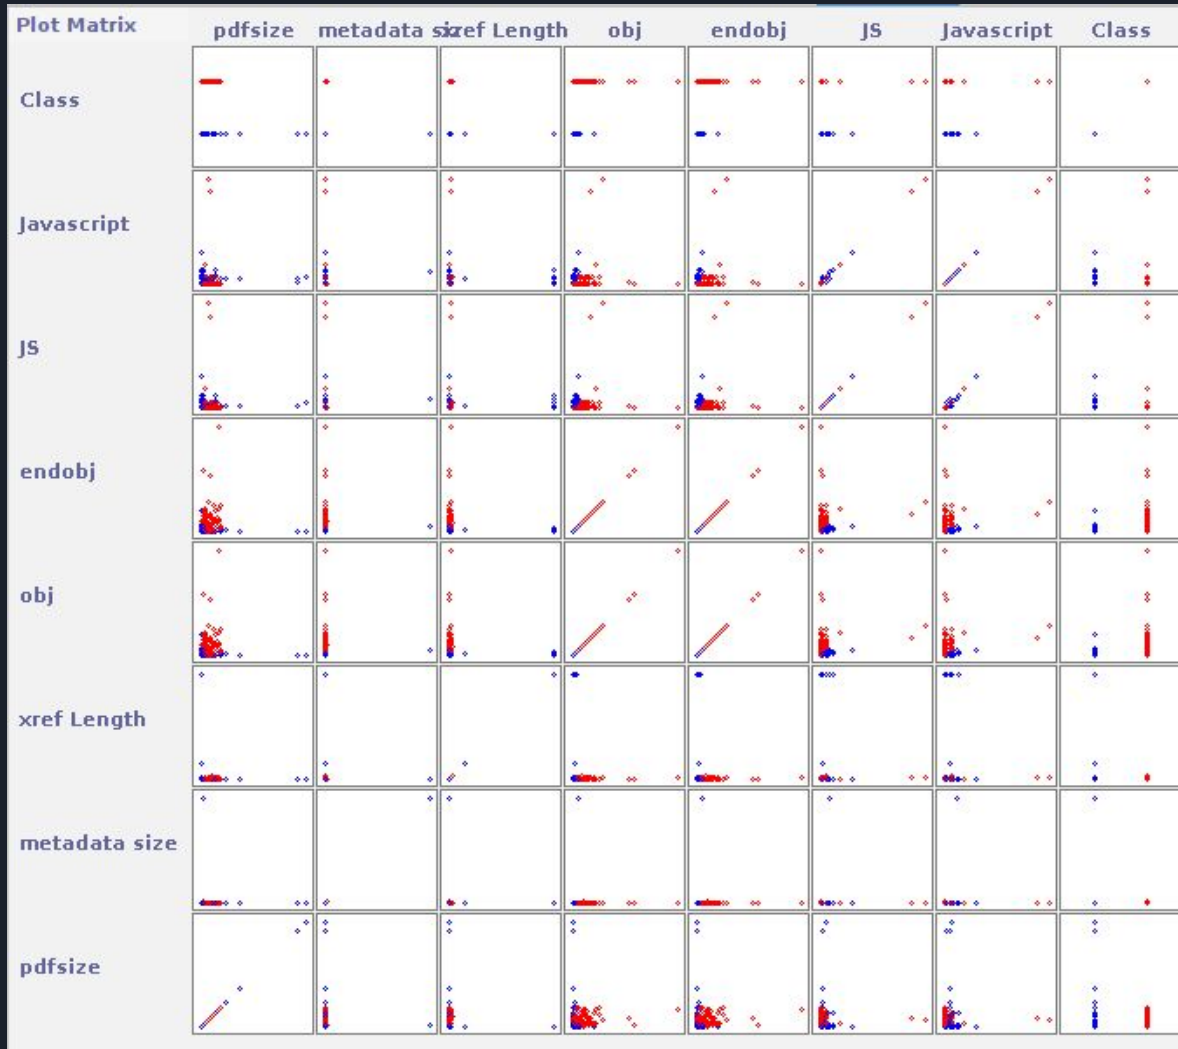 Plot Matrix
pdfsize metadata size xref Length obj endobj JS Javascript Class
Class
Javascript
JS
endobj
obj
xref Length
metadata size
pdfsize